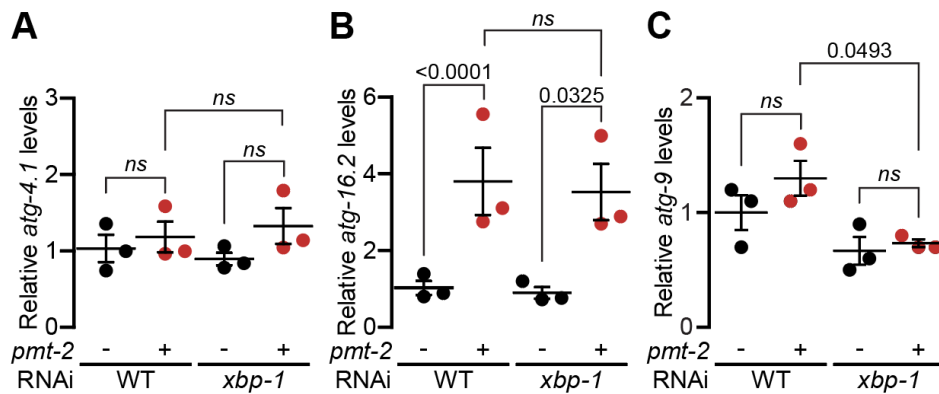 A
Relative atg-4.1 levels
3
2
1
0
ns
ns
ns
pmt-2 - + - +
RNAi WT xbp-1
B
Relative atg-16.2 levels
6
4
2
0
ns
<0.0001
0.0325
pmt-2 - + - +
RNAi WT xbp-1
C
Relative atg-9 levels
2
1
0
0.0493
ns
ns
pmt-2 - + - +
RNAi WT xbp-1